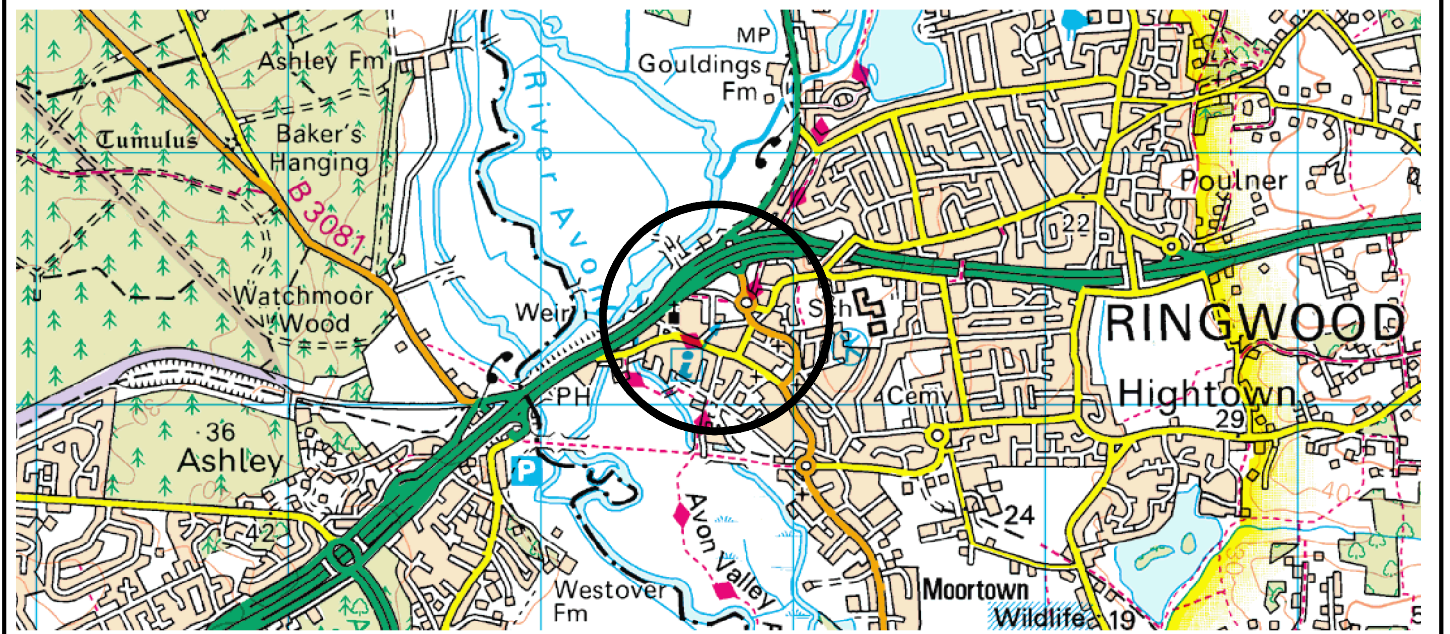 MP
Gouldings
Fm
Ashley Fm
River Avon
Tumulus
Baker's
Hanging
B 3081
Poulner
22
Watchmoor
Wood
Weir
Sch
RINGWOOD
i
PH
Cemy
Hightown
29
36
Ashley
P
40
24
42
Avon Valley
Westover
Fm
Moortown
Wildlife
19